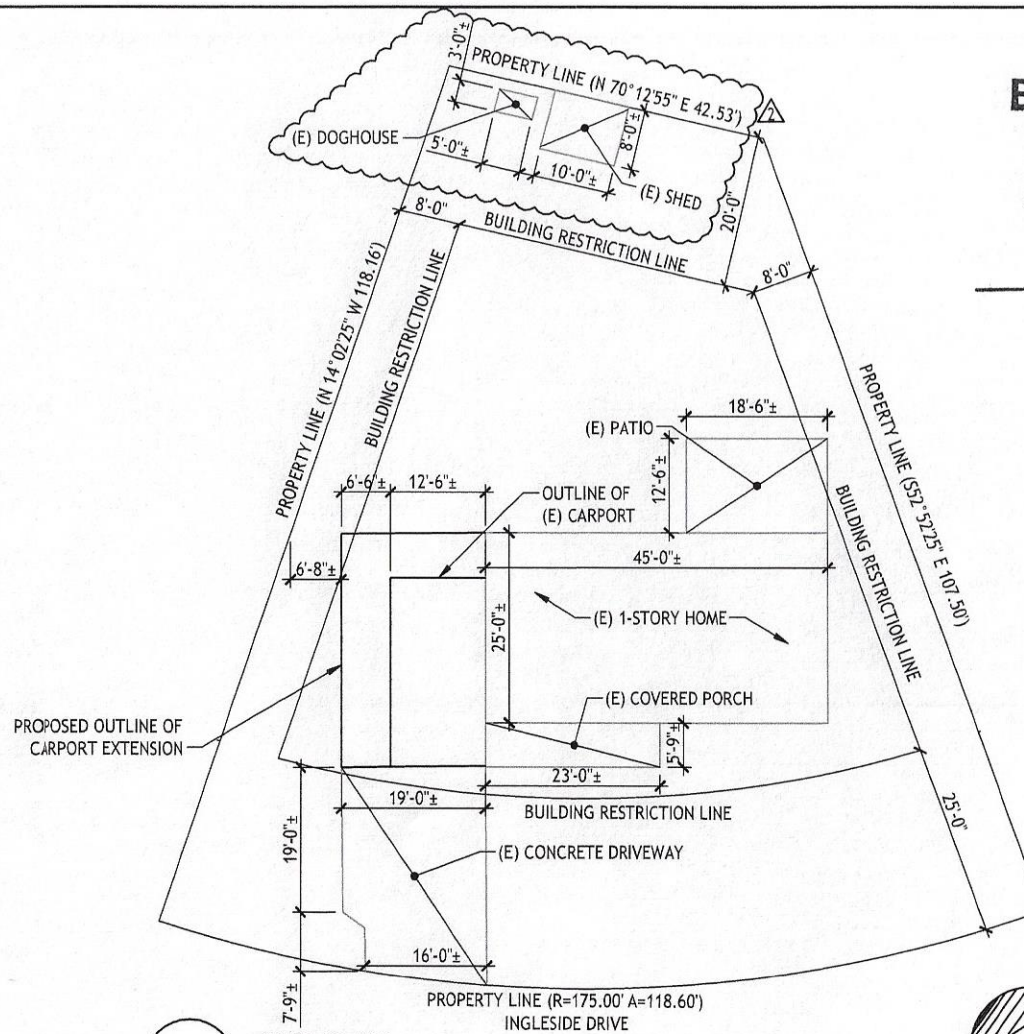 3'-0"±
PROPERTY LINE (N 70°12'55" E 42.53')
2
E
(E) DOGHOUSE
8'-0"±
5'-0"±
10'-0"±
(E) SHED
20'-0"
8'-0"
BUILDING RESTRICTION LINE
8'-0"
PROPERTY LINE (N 14°02'25" W 118.16')
BUILDING RESTRICTION LINE
PROPERTY LINE (S52°52'25" E 107.50')
BUILDING RESTRICTION LINE
18'-6"±
(E) PATIO
12'-6"±
6'-6"±
12'-6"±
OUTLINE OF
(E) CARPORT
45'-0"±
6'-8"±
25'-0"±
(E) 1-STORY HOME
(E) COVERED PORCH
PROPOSED OUTLINE OF
CARPORT EXTENSION
5'-9"±
23'-0"±
19'-0"±
BUILDING RESTRICTION LINE
25'-0"
19'-0"±
(E) CONCRETE DRIVEWAY
16'-0"±
7'-9"±
PROPERTY LINE (R=175.00' A=118.60')
INGLESIDE DRIVE